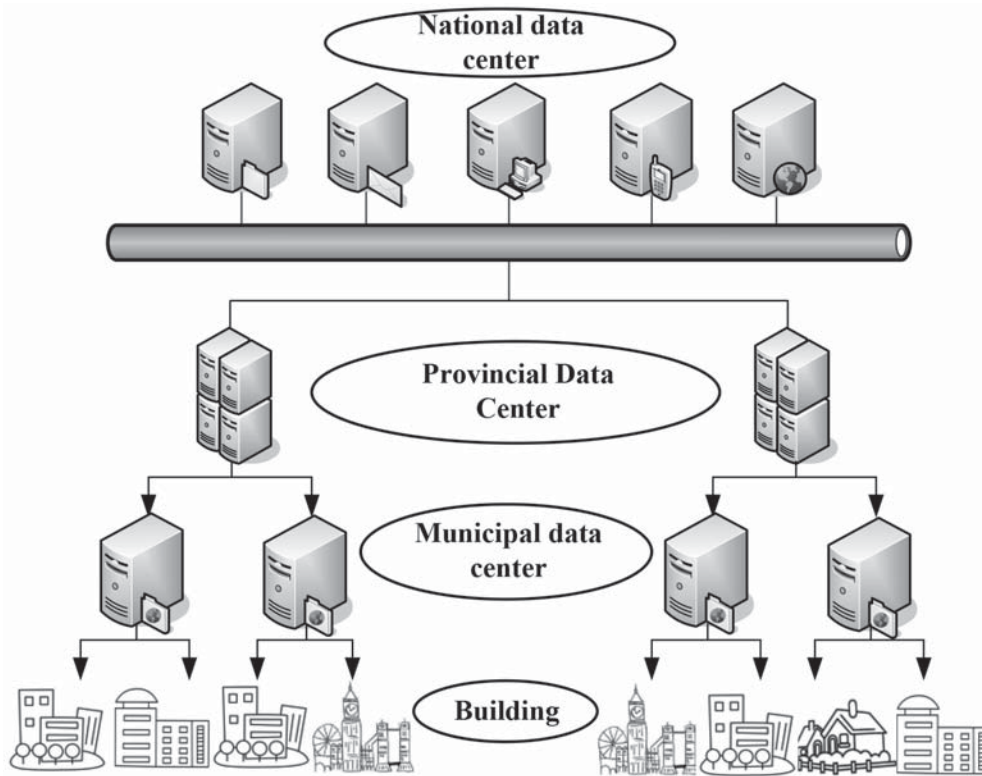 National data
center
Provincial Data
Center
Municipal data
center
Building